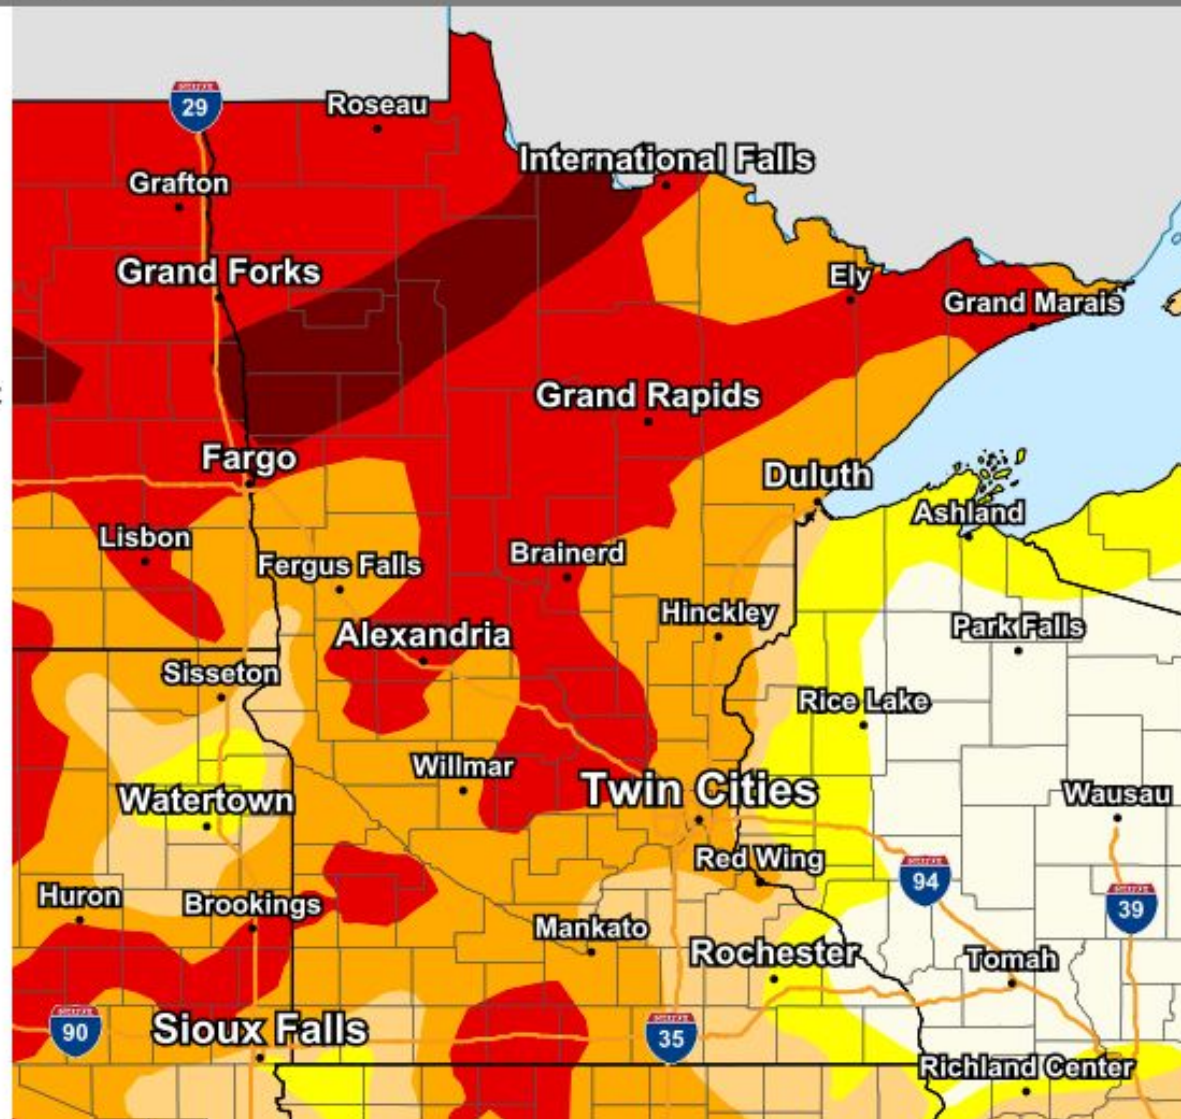 Roseau
29
International Falls
Grafton
Grand Forks
Ely
Grand Marais
Grand Rapids
Fargo
Duluth
Ashland
Lisbon
Brainerd
Fergus Falls
Hinckley
Park Falls
Alexandria
Sisseton
Rice Lake
Willmar
Twin Cities
Wausau
Watertown
Red Wing
94
Huron
Brookings
39
Mankato
Rochester
Tomah
90
Sioux Falls
35
Richland Center